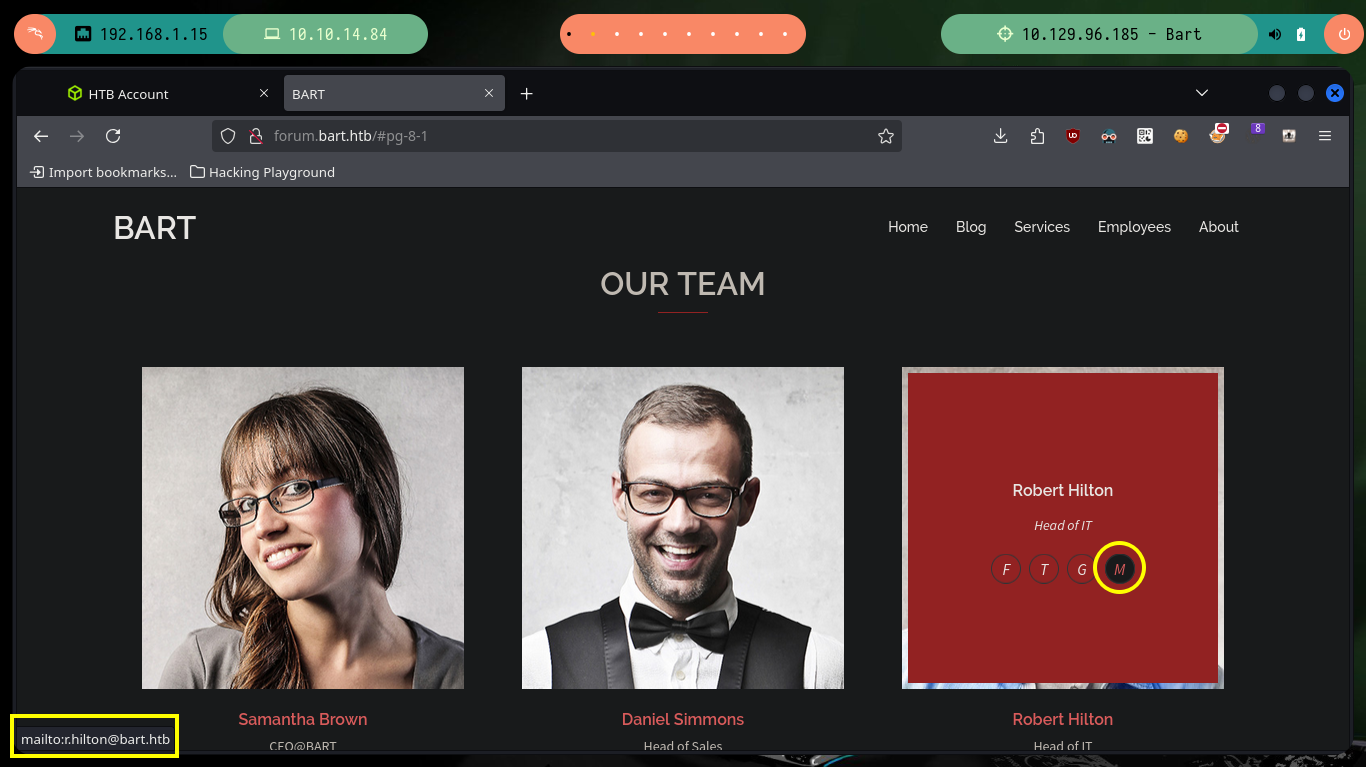 192.168.1.15
10.10.14.84
10.129.96.185 - Bart
HTB Account
BART
forum.bart.htb/#pg-8-1
8
Import bookmarks...
Hacking Playground
BART
Home
Blog
Services
Employees
About
OUR TEAM
Robert Hilton
Head of IT
F T G M
Samantha Brown
Daniel Simmons
Robert Hilton
CEO@BART
Head of Sales
Head of IT
mailto:r.hilton@bart.htb